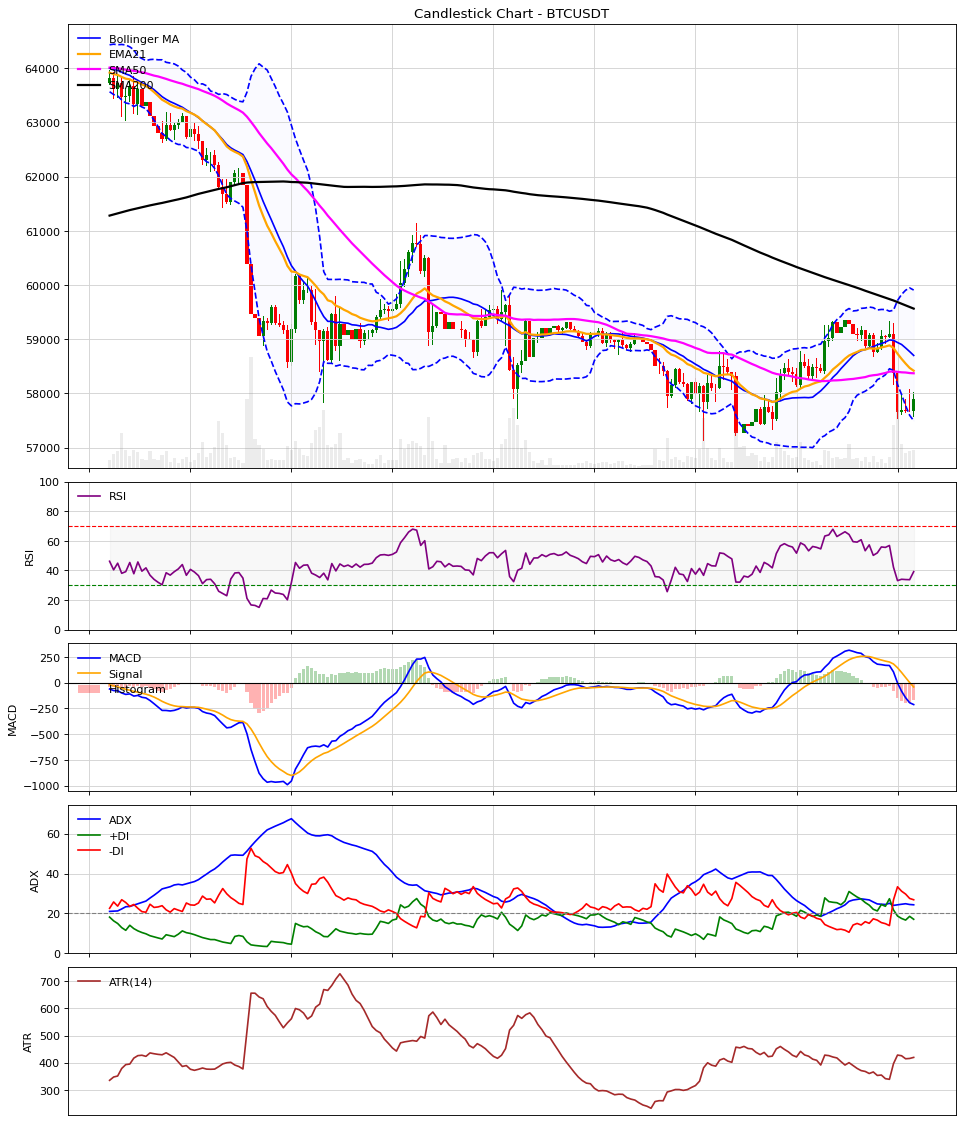 Candlestick Chart - BTCUSDT
Bollinger MA
EMA21
SMA50
SMA200
64000
63000
62000
61000
60000
59000
58000
57000
RSI
100
80
60
40
20
0
RSI
MACD
Signal
Histogram
250
0
−250
−500
−750
−1000
MACD
ADX
+DI
-DI
60
40
20
0
ADX
ATR(14)
700
600
500
400
300
ATR